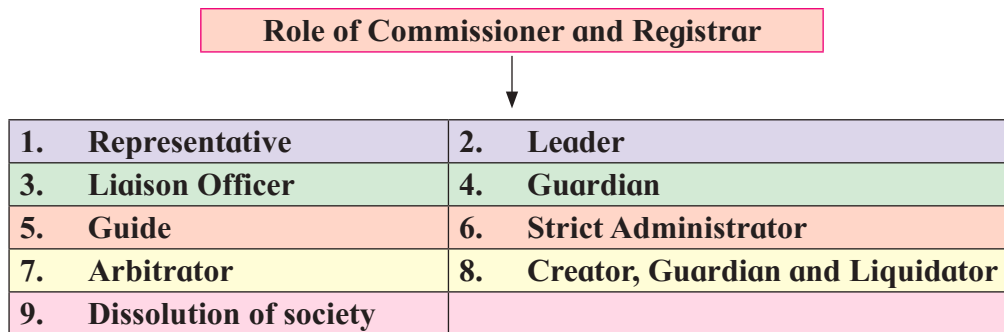 Role of Commissioner and Registrar
1. Representative 2. Leader
3. Liaison Officer 4. Guardian
5. Guide 6. Strict Administrator
7. Arbitrator 8. Creator, Guardian and Liquidator
9. Dissolution of society